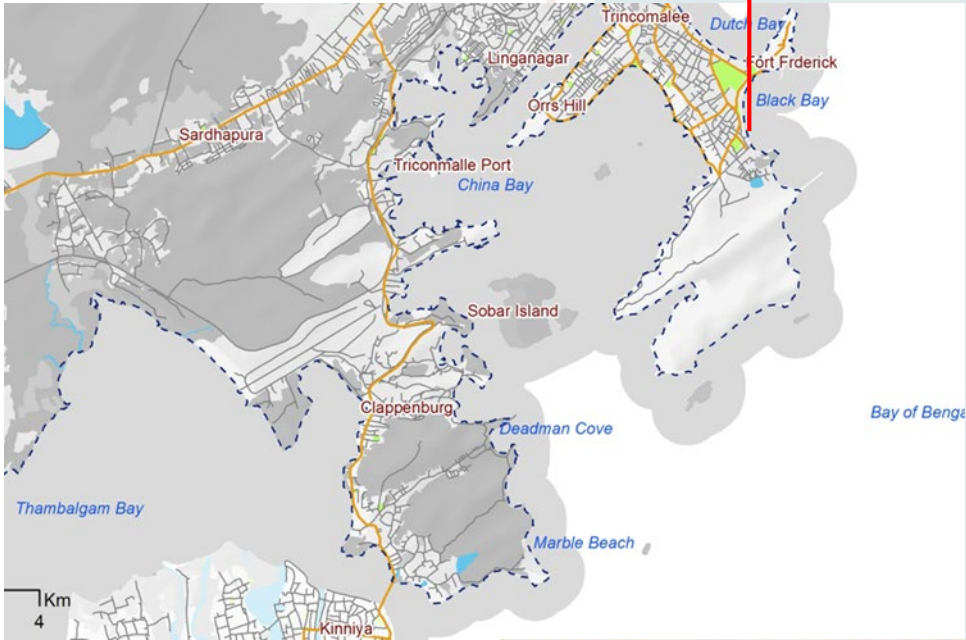 Trincomalee
Dutch Bay
Linganagar
Fort Frderick
Orrs Hill
Black Bay
Sardhapura
Triconmalle Port
China Bay
Sobar Island
Clappenburg
Bay of Benga
Deadman Cove
Thambalgam Bay
Marble Beach
Km
4
Kinniya